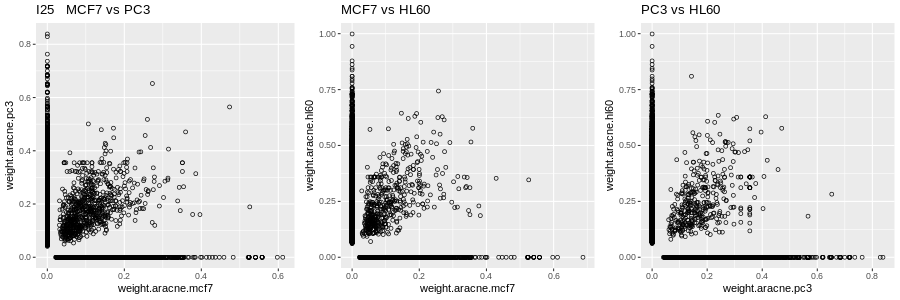 I25 MCF7 vs PC3
weight.aracne.pc3
0.8
0.6
0.4
0.2
0.0
0.0 0.2 0.4 0.6
weight.aracne.mcf7
MCF7 vs HL60
weight.aracne.hl60
1.00
0.75
0.50
0.25
0.00
0.0 0.2 0.4 0.6
weight.aracne.mcf7
PC3 vs HL60
weight.aracne.hl60
1.00
0.75
0.50
0.25
0.00
0.0 0.2 0.4 0.6 0.8
weight.aracne.pc3